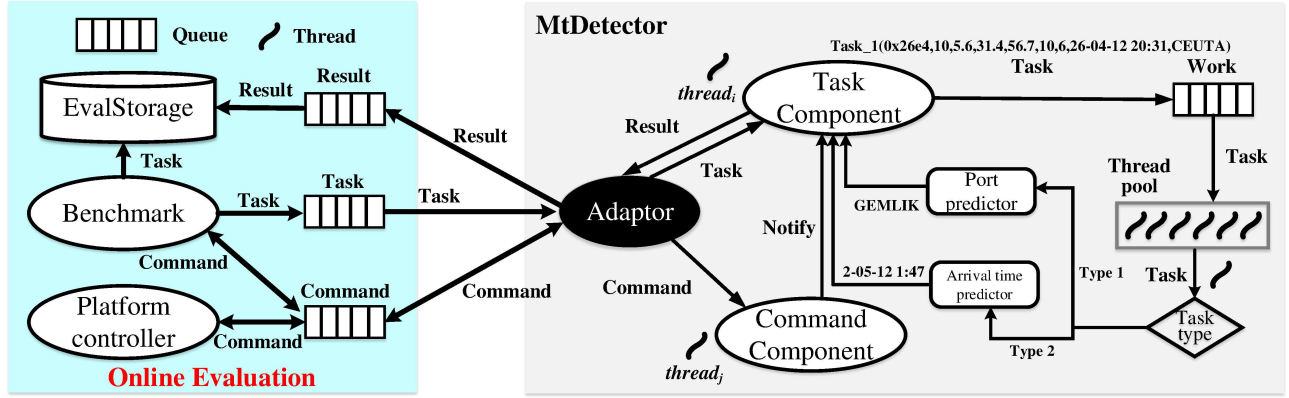 Queue
Thread
Result
Result
EvalStorage
Task
Benchmark
Task
Task
Command
Command
Platform
controller
Command
Online Evaluation
Result
Task
Command
MtDetector
Task_1(0x26e4,10,5.6,31.4,56.7,10,6,26-04-12 20:31,CEUTA)
thread_i
Task
Component
Task
Work
Result
Task
Adaptor
Command
Notify
Command
Component
thread_j
Port
predictor
GEMLIK
2-05-12 1:47
Arrival time
predictor
Type 1
Type 2
Task
Thread
pool
Task
Task
type